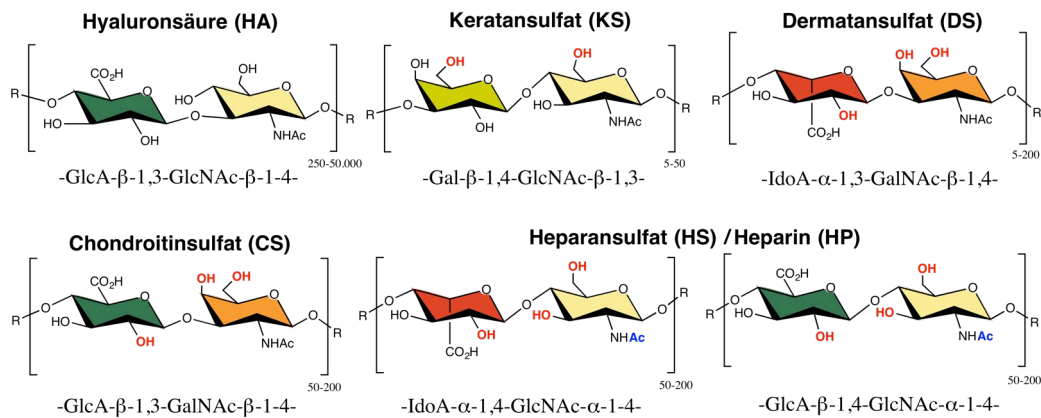 Hyaluronsäure (HA)
R
O
CO₂H
O
HO
OH
O
OH
HO
O
NHAc
O
R
250-50.000
-GlcA-β-1,3-GlcNAc-β-1-4-
Keratansulfat (KS)
R
O
OH
OH
O
OH
O
OH
O
HO
NHAc
O
R
5-50
-Gal-β-1,4-GlcNAc-β-1,3-
Dermatansulfat (DS)
R
O
O
HO
CO₂H
OH
O
OH
OH
O
NHAc
O
R
5-200
-IdoA-α-1,3-GalNAc-β-1,4-
Chondroitinsulfat (CS)
R
O
CO₂H
O
HO
OH
O
OH
OH
O
NHAc
O
R
50-200
-GlcA-β-1,3-GalNAc-β-1-4-
Heparansulfat (HS) / Heparin (HP)
R
O
O
HO
CO₂H
OH
O
OH
O
HO
NHAc
O
R
50-200
-IdoA-α-1,4-GlcNAc-α-1-4-
R
O
CO₂H
O
HO
OH
O
OH
O
HO
NHAc
O
R
50-200
-GlcA-β-1,4-GlcNAc-α-1-4-